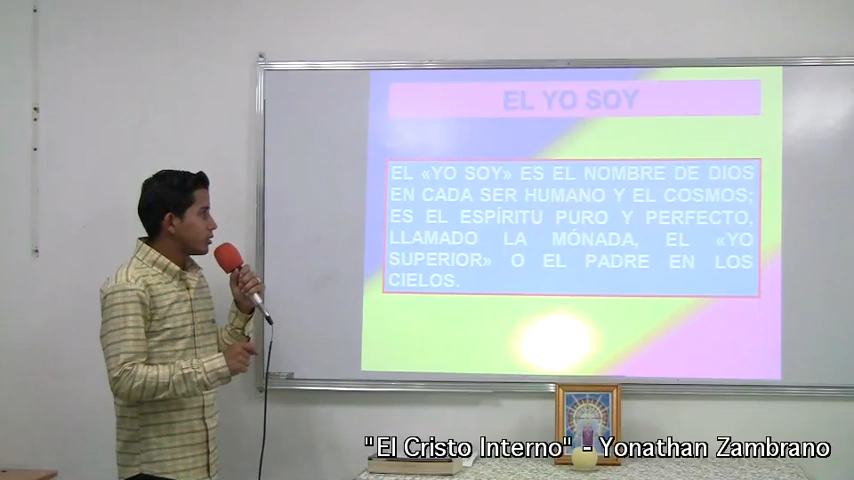 EL YO SOY
EL «YO SOY» ES EL NOMBRE DE DIOS
EN CADA SER HUMANO Y EL COSMOS;
ES EL ESPÍRITU PURO Y PERFECTO,
LLAMADO LA MÓNADA, EL «YO
SUPERIOR» O EL PADRE EN LOS
CIELOS.
"El Cristo Interno" - Yonathan Zambrano